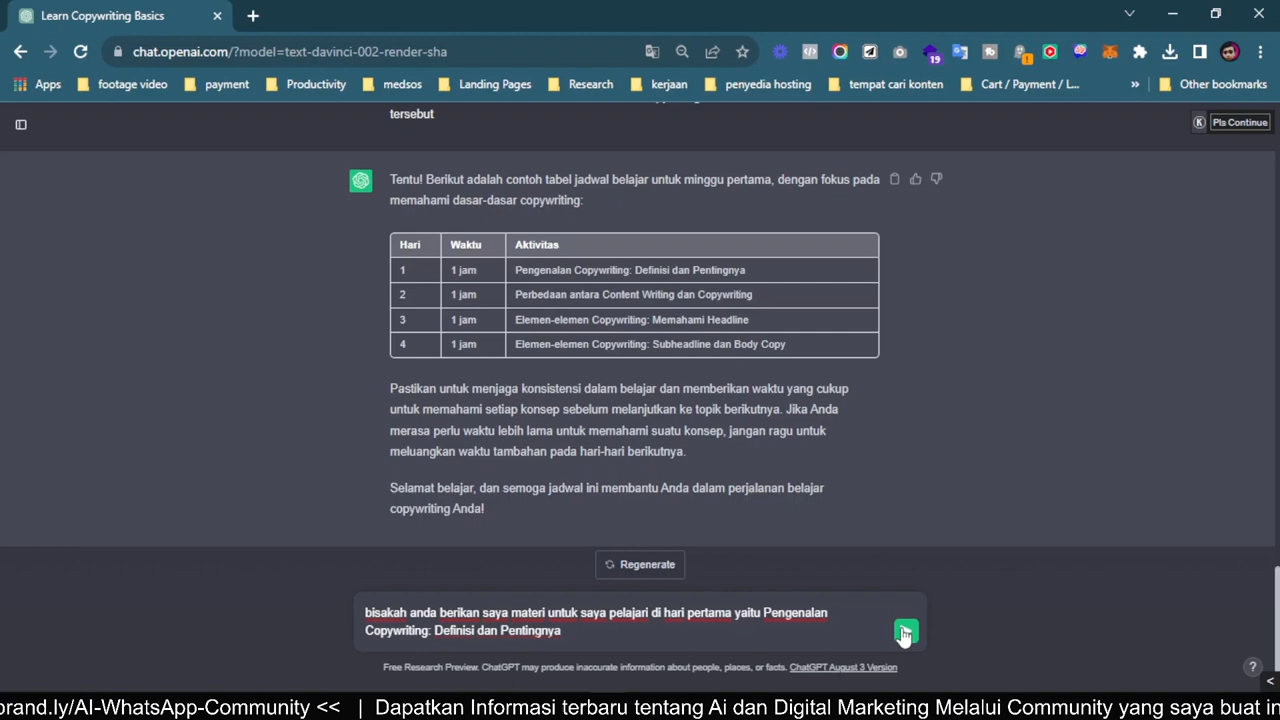 Learn Copywriting Basics
chat.openai.com/?model=text-davinci-002-render-sha
19
Apps
footage video
payment
Productivity
medsos
Landing Pages
Research
kerjaan
penyedia hosting
tempat cari konten
Cart / Payment / L...
»
Other bookmarks
tersebut
K
Pls Continue
Tentu! Berikut adalah contoh tabel jadwal belajar untuk minggu pertama, dengan fokus pada
memahami dasar-dasar copywriting:
Hari Waktu Aktivitas
1 1 jam Pengenalan Copywriting: Definisi dan Pentingnya
2 1 jam Perbedaan antara Content Writing dan Copywriting
3 1 jam Elemen-elemen Copywriting: Memahami Headline
4 1 jam Elemen-elemen Copywriting: Subheadline dan Body Copy
Pastikan untuk menjaga konsistensi dalam belajar dan memberikan waktu yang cukup
untuk memahami setiap konsep sebelum melanjutkan ke topik berikutnya. Jika Anda
merasa perlu waktu lebih lama untuk memahami suatu konsep, jangan ragu untuk
meluangkan waktu tambahan pada hari-hari berikutnya.
Selamat belajar, dan semoga jadwal ini membantu Anda dalam perjalanan belajar
copywriting Anda!
Regenerate
bisakah anda berikan saya materi untuk saya pelajari di hari pertama yaitu Pengenalan
Copywriting: Definisi dan Pentingnya
Free Research Preview. ChatGPT may produce inaccurate information about people, places, or facts. ChatGPT August 3 Version
?
<
brand.ly/AI-WhatsApp-Community << | Dapatkan Informasi terbaru tentang Ai dan Digital Marketing Melalui Community yang saya buat in